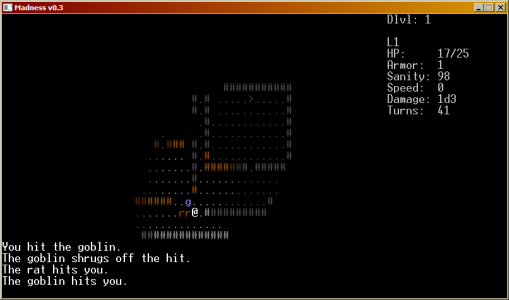 Madness v0.3
Dlvl: 1
L1
HP: 17/25
Armor: 1
Sanity: 98
Speed: 0
Damage: 1d3
Turns: 41
You hit the goblin.
The goblin shrugs off the hit.
The rat hits you.
The goblin hits you.